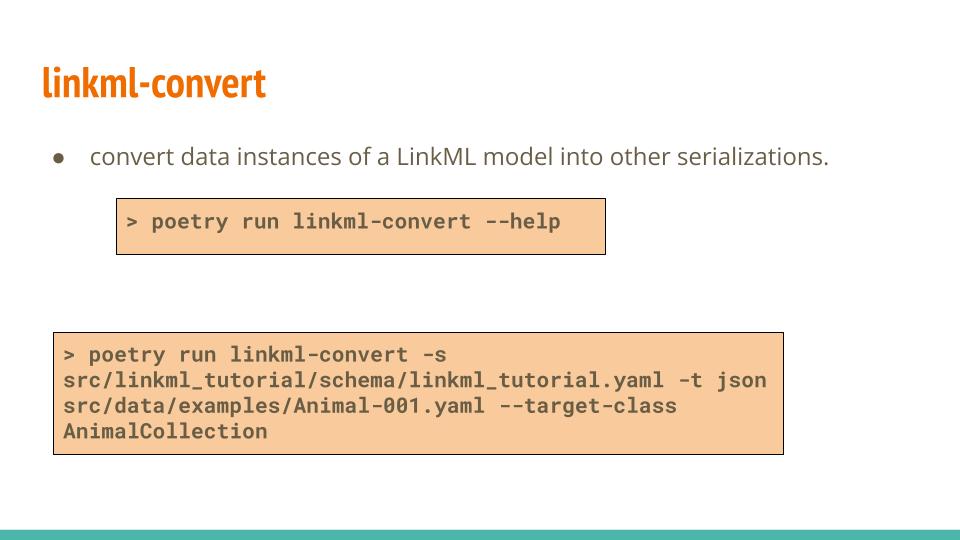 linkml-convert
● convert data instances of a LinkML model into other serializations.
> poetry run linkml-convert --help
> poetry run linkml-convert -s
src/linkml_tutorial/schema/linkml_tutorial.yaml -t json
src/data/examples/Animal-001.yaml --target-class
AnimalCollection